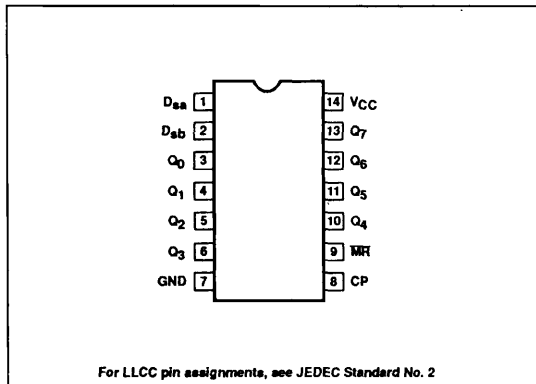 Dsa 1 14 VCC
Dsb 2 13 Q7
Q0 3 12 Q6
Q1 4 11 Q5
Q2 5 10 Q4
Q3 6 9 MR
GND 7 8 CP
For LLCC pin assignments, see JEDEC Standard No. 2